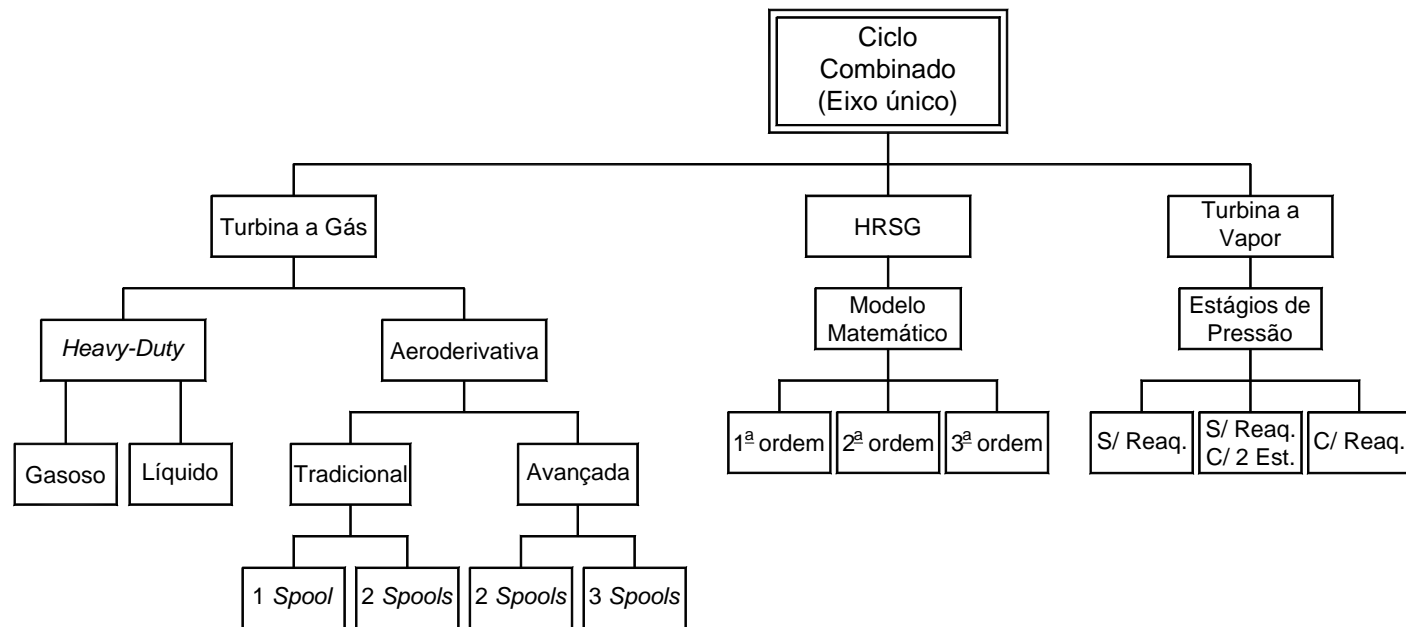 Ciclo
Combinado
(Eixo único)
Turbina a Gás
HRSG
Turbina a
Vapor
Heavy-Duty
Aeroderivativa
Modelo
Matemático
Estágios de
Pressão
Gasoso
Líquido
Tradicional
Avançada
1ª ordem
2ª ordem
3ª ordem
S/ Reaq.
S/ Reaq.
C/ 2 Est.
C/ Reaq.
1 Spool
2 Spools
2 Spools
3 Spools